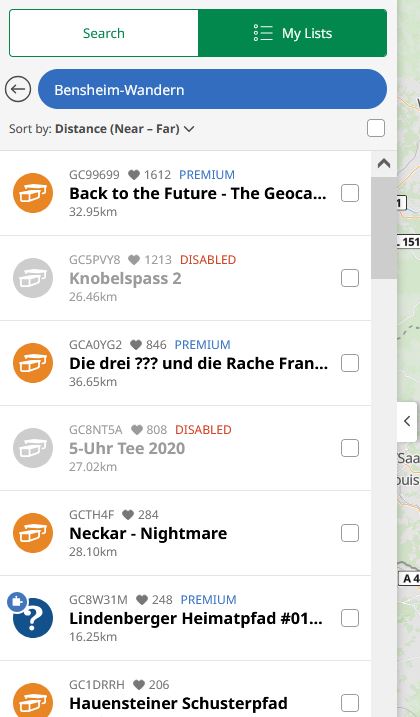 Search
My Lists
Bensheim-Wandern
Sort by: Distance (Near – Far)
GC99699 1612 PREMIUM
Back to the Future - The Geoca...
32.95km
GC5PVY8 1213 DISABLED
Knobelspass 2
26.46km
GCA0YG2 846 PREMIUM
Die drei ??? und die Rache Fran...
36.65km
GC8NT5A 808 DISABLED
5-Uhr Tee 2020
27.02km
GCTH4F 284
Neckar - Nightmare
28.10km
GC8W31M 248 PREMIUM
Lindenberger Heimatpfad #01...
16.25km
GC1DRRH 206
Hauensteiner Schusterpfad
1
L 151
/Saa
ouis
A 4